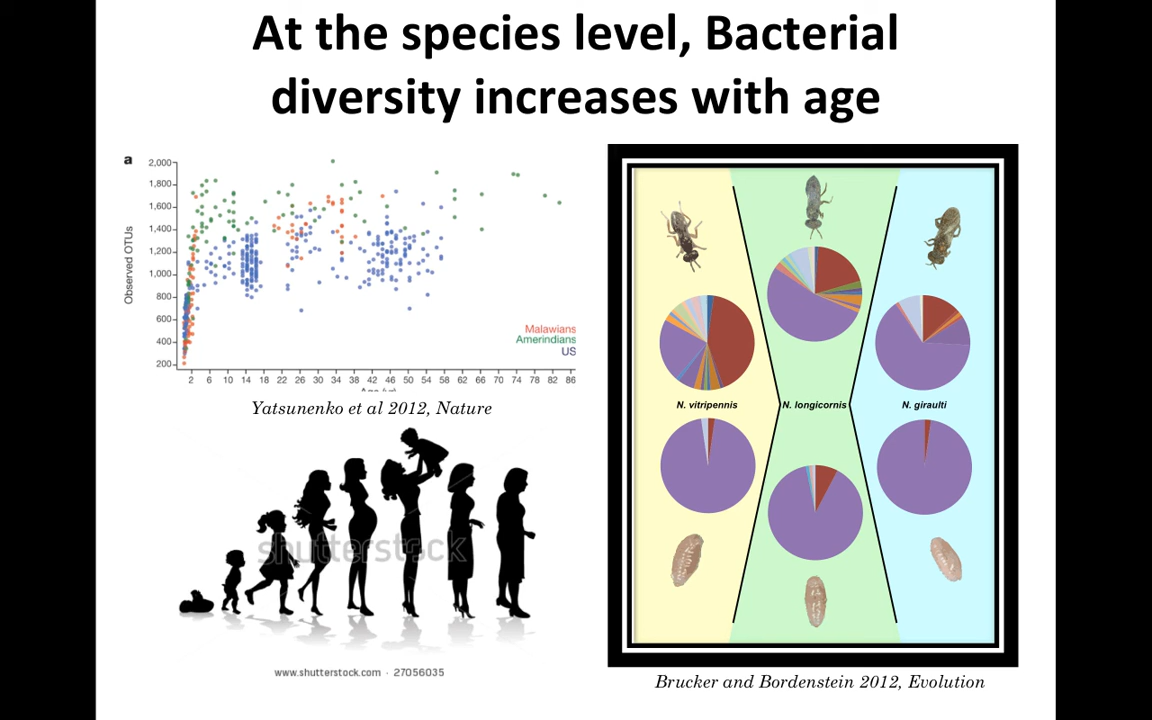 At the species level, Bacterial
diversity increases with age
a
Observed OTUs
2,000
1,800
1,600
1,400
1,200
1,000
800
600
400
200
Malawians
Amerindians
US
2 6 10 14 18 22 26 30 34 38 42 46 50 54 58 62 66 70 74 78 82 86
Yatsunenko et al 2012, Nature
shutterstock
www.shutterstock.com · 27056035
N. vitripennis N. longicornis N. giraulti
Brucker and Bordenstein 2012, Evolution